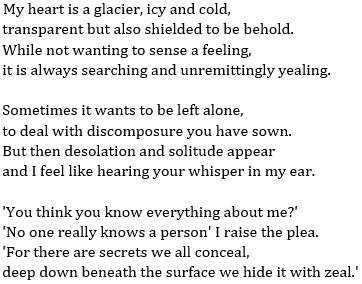 My heart is a glacier, icy and cold,
transparent but also shielded to be behold.
While not wanting to sense a feeling,
it is always searching and unremittingly yealing.

Sometimes it wants to be left alone,
to deal with discomposure you have sown.
But then desolation and solitude appear
and I feel like hearing your whisper in my ear.

'You think you know everything about me?'
'No one really knows a person' I raise the plea.
'For there are secrets we all conceal,
deep down beneath the surface we hide it with zeal.'